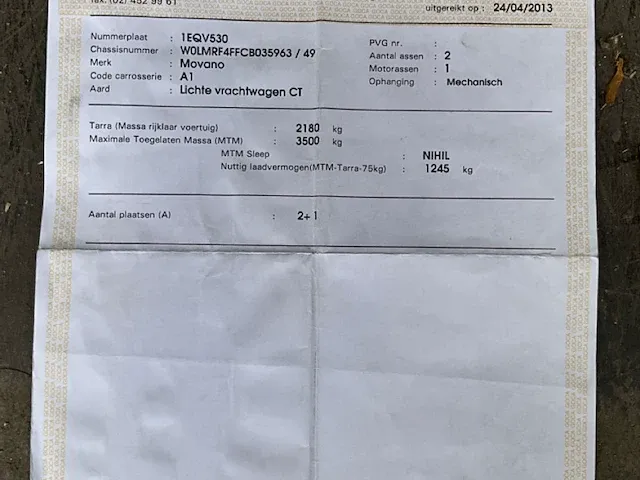 fax. (02) 452 99 61
uitgereikt op : 24/04/2013
Nummerplaat : 1EQV530
Chassisnummer : W0LMRF4FFCB035963 / 49
Merk : Movano
Code carrosserie : A1
Aard : Lichte vrachtwagen CT
PVG nr. :
Aantal assen : 2
Motorassen : 1
Ophanging : Mechanisch
Tarra (Massa rijklaar voertuig) : 2180 kg
Maximale Toegelaten Massa (MTM) : 3500 kg
MTM Sleep : NIHIL
Nuttig laadvermogen(MTM-Tarra-75kg) : 1245 kg
Aantal plaatsen (A) : 2+1